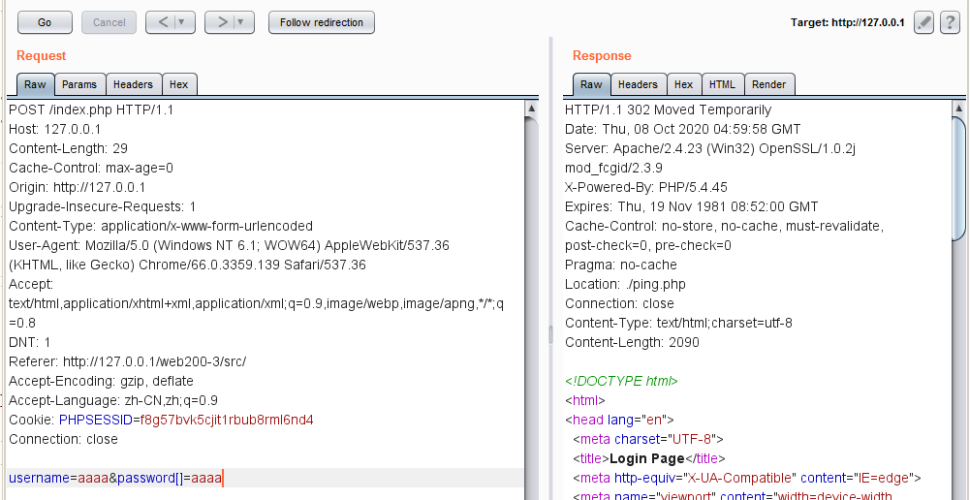 Go Cancel < > Follow redirection Target: http://127.0.0.1 ?
Request
Raw Params Headers Hex
POST /index.php HTTP/1.1
Host: 127.0.0.1
Content-Length: 29
Cache-Control: max-age=0
Origin: http://127.0.0.1
Upgrade-Insecure-Requests: 1
Content-Type: application/x-www-form-urlencoded
User-Agent: Mozilla/5.0 (Windows NT 6.1; WOW64) AppleWebKit/537.36
(KHTML, like Gecko) Chrome/66.0.3359.139 Safari/537.36
Accept:
text/html,application/xhtml+xml,application/xml;q=0.9,image/webp,image/apng,*/*;q
=0.8
DNT: 1
Referer: http://127.0.0.1/web200-3/src/
Accept-Encoding: gzip, deflate
Accept-Language: zh-CN,zh;q=0.9
Cookie: PHPSESSID=f8g57bvk5cjit1rbub8rml6nd4
Connection: close
username=aaaa&password[]=aaaa
Response
Raw Headers Hex HTML Render
HTTP/1.1 302 Moved Temporarily
Date: Thu, 08 Oct 2020 04:59:58 GMT
Server: Apache/2.4.23 (Win32) OpenSSL/1.0.2j
mod_fcgid/2.3.9
X-Powered-By: PHP/5.4.45
Expires: Thu, 19 Nov 1981 08:52:00 GMT
Cache-Control: no-store, no-cache, must-revalidate,
post-check=0, pre-check=0
Pragma: no-cache
Location: ./ping.php
Connection: close
Content-Type: text/html;charset=utf-8
Content-Length: 2090
<!DOCTYPE html>
<html>
<head lang="en">
<meta charset="UTF-8">
<title>Login Page</title>
<meta http-equiv="X-UA-Compatible" content="IE=edge">
<meta name="viewport" content="width=device-width,